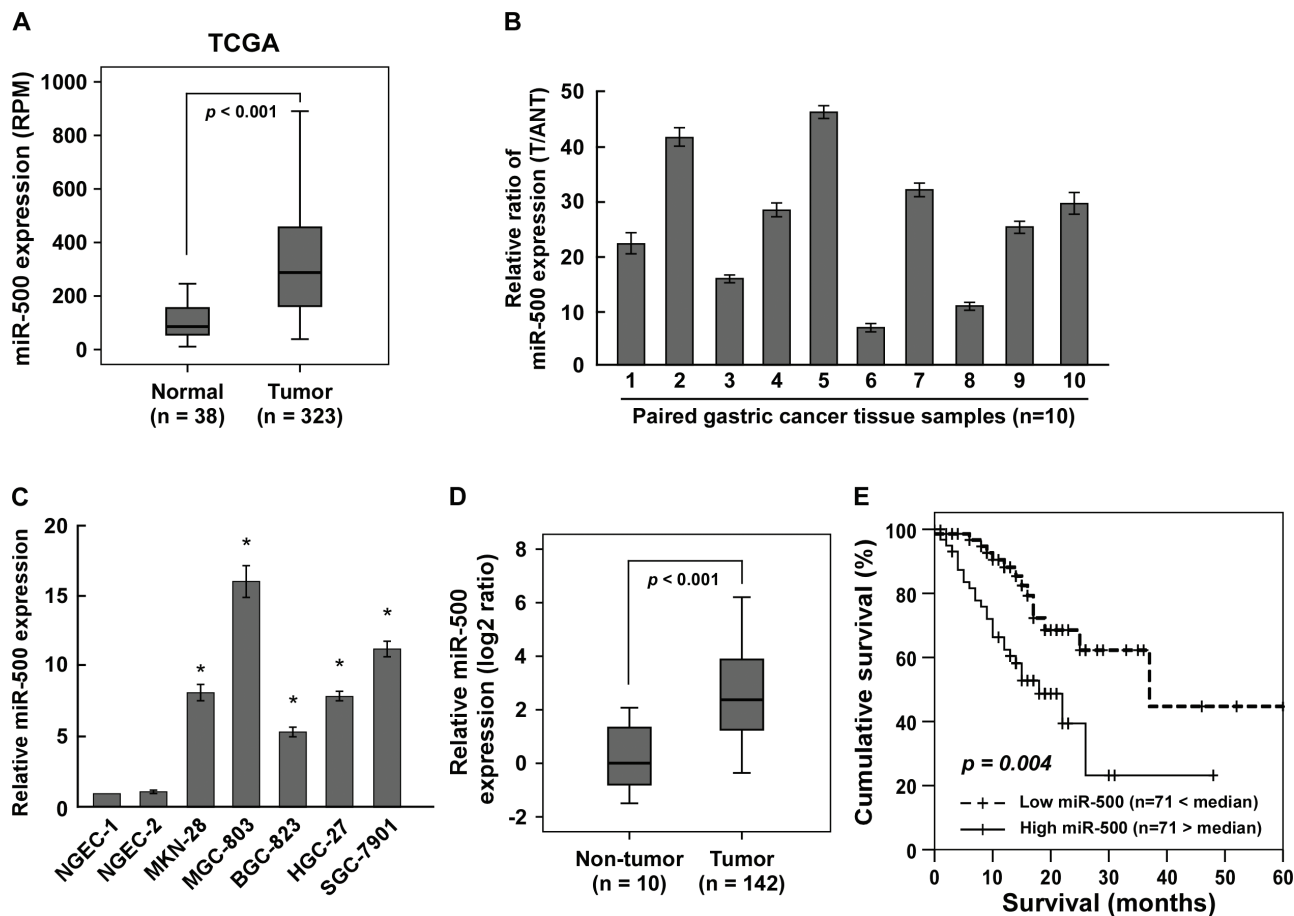 A
TCGA
miR-500 expression (RPM)
1000
800
600
400
200
0
p < 0.001
Normal
(n = 38)
Tumor
(n = 323)
B
Relative ratio of
miR-500 expression (T/ANT)
50
40
30
20
10
0
1 2 3 4 5 6 7 8 9 10
Paired gastric cancer tissue samples (n=10)
C
Relative miR-500 expression
20
15
10
5
0
* * * * *
NGEC-1
NGEC-2
MKN-28
MGC-803
BGC-823
HGC-27
SGC-7901
D
Relative miR-500
expression (log2 ratio)
8
6
4
2
0
-2
p < 0.001
Non-tumor
(n = 10)
Tumor
(n = 142)
E
Cumulative survival (%)
100
80
60
40
20
0
p = 0.004
Low miR-500 (n=71 < median)
High miR-500 (n=71 > median)
0 10 20 30 40 50 60
Survival (months)